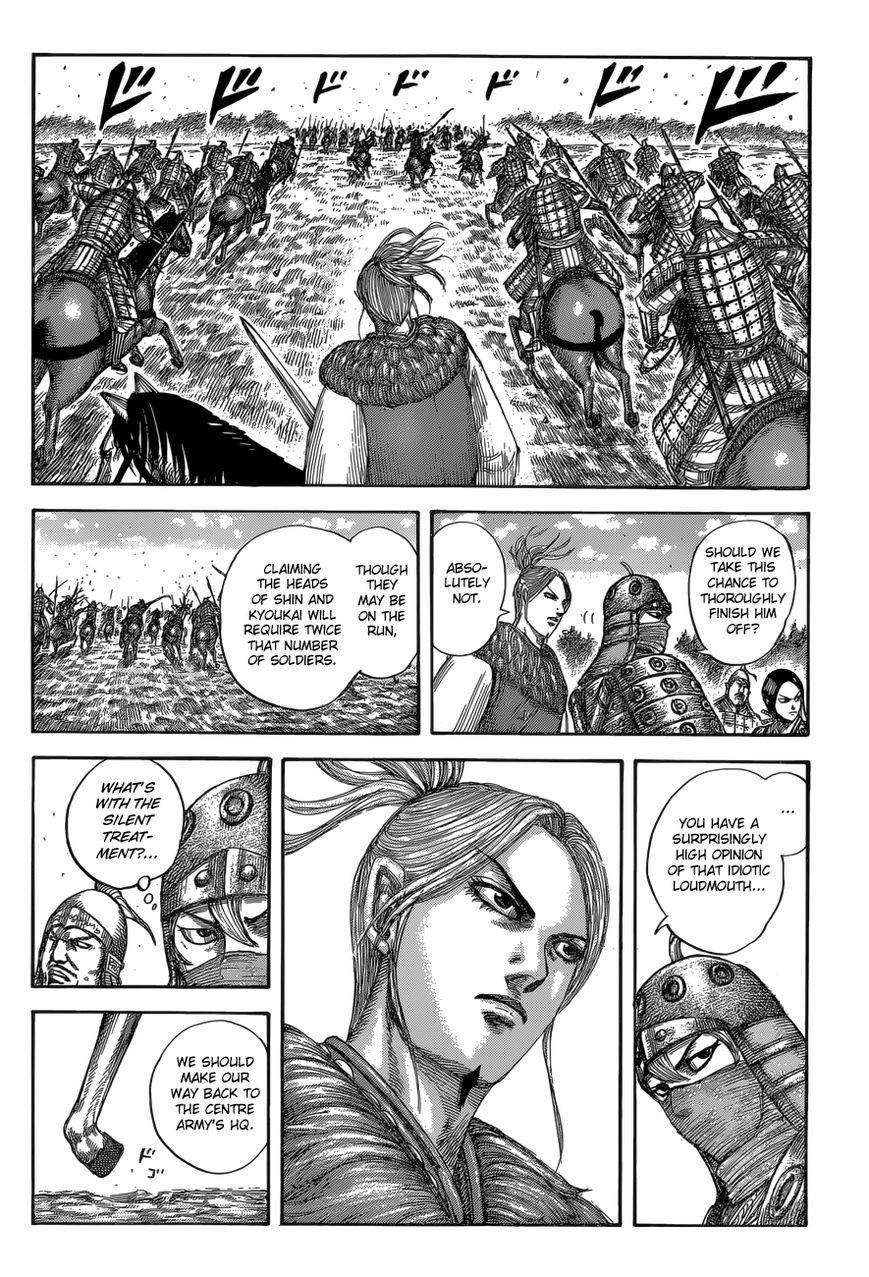 ド ド ド ド ド ド ド
SHOULD WE
TAKE THIS
CHANCE TO
THOROUGHLY
FINISH HIM
OFF?
ABSO-
LUTELY
NOT.
THOUGH
THEY
MAY BE
ON THE
RUN,
CLAIMING
THE HEADS
OF SHIN AND
KYOUKAI WILL
REQUIRE TWICE
THAT NUMBER
OF SOLDIERS.
...
YOU HAVE A
SURPRISINGLY
HIGH OPINION
OF THAT IDIOTIC
LOUDMOUTH...
WHAT'S
WITH THE
SILENT
TREAT-
MENT?...
WE SHOULD
MAKE OUR
WAY BACK TO
THE CENTRE
ARMY'S HQ.
ド
ゴ